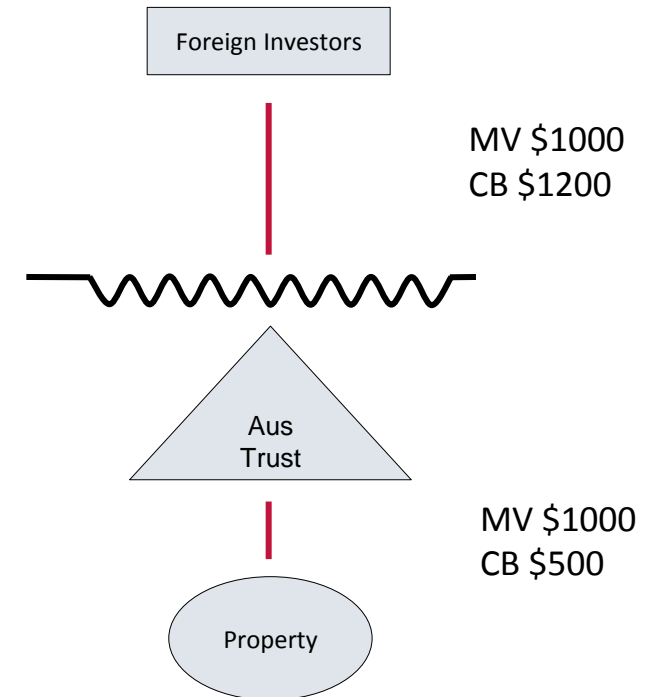 Foreign Investors
MV $1000
CB $1200
Aus
Trust
MV $1000
CB $500
Property